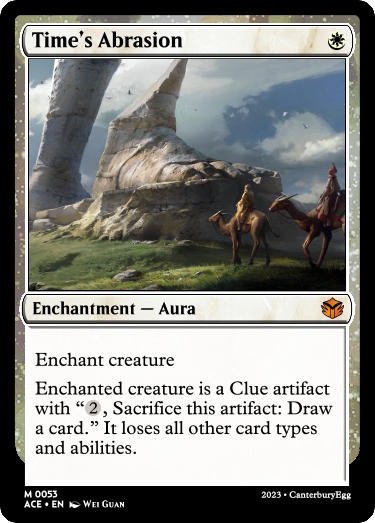 Time's Abrasion
Enchantment — Aura
Enchant creature
Enchanted creature is a Clue artifact
with “2, Sacrifice this artifact: Draw
a card.” It loses all other card types
and abilities.
M 0053
ACE • EN Wei Guan
2023 • CanterburyEgg